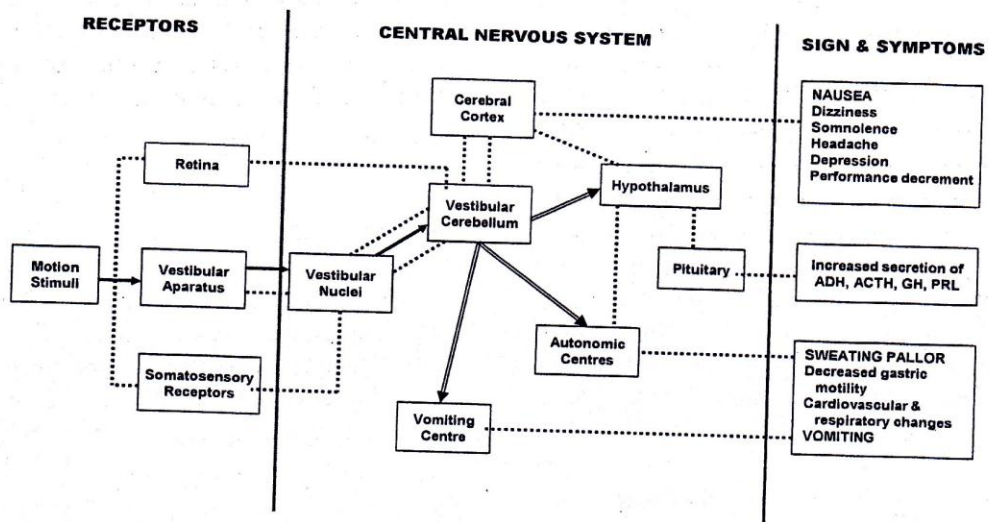 RECEPTORS
CENTRAL NERVOUS SYSTEM
SIGN & SYMPTOMS
Cerebral
Cortex
NAUSEA
Dizziness
Somnolence
Headache
Depression
Performance decrement
Retina
Hypothalamus
Vestibular
Cerebellum
Motion
Stimuli
Vestibular
Aparatus
Vestibular
Nuclei
Pituitary
Increased secretion of
ADH, ACTH, GH, PRL
Autonomic
Centres
Somatosensory
Receptors
SWEATING PALLOR
Decreased gastric
motility
Cardiovascular &
respiratory changes
VOMITING
Vomiting
Centre